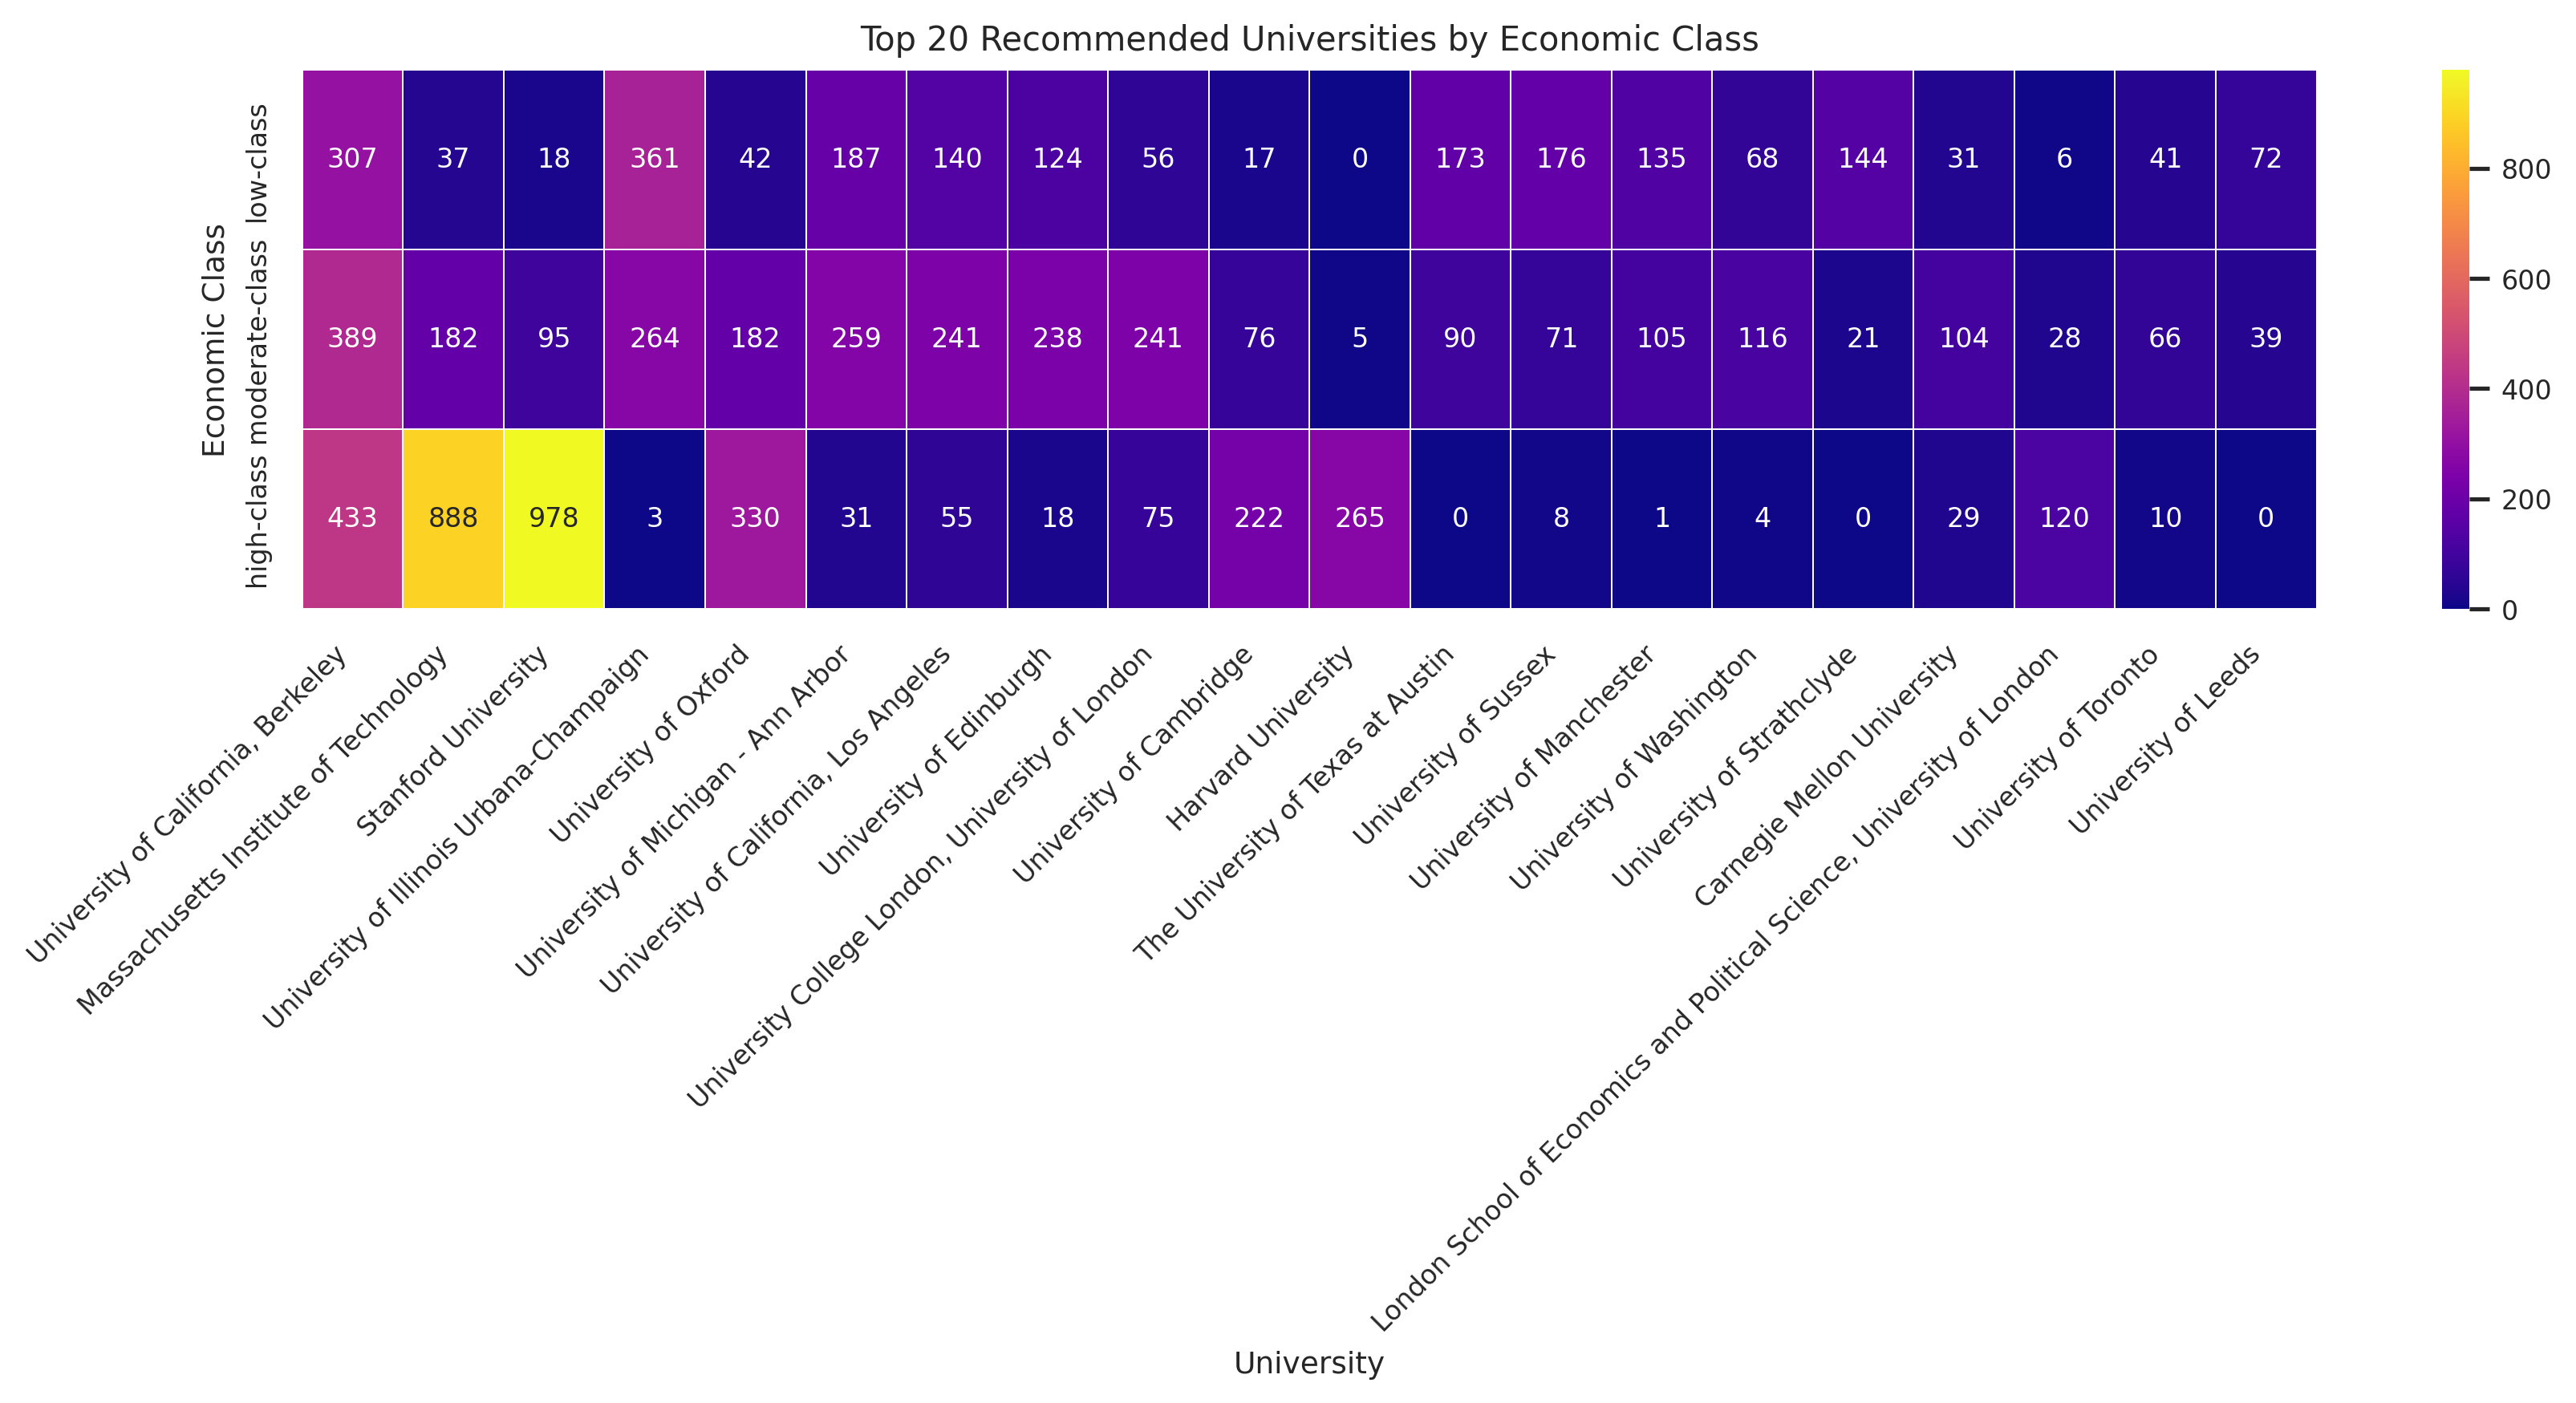 Top 20 Recommended Universities by Economic Class
Economic Class
low-class
307 37 18 361 42 187 140 124 56 17 0 173 176 135 68 144 31 6 41 72
moderate-class
389 182 95 264 182 259 241 238 241 76 5 90 71 105 116 21 104 28 66 39
high-class
433 888 978 3 330 31 55 18 75 222 265 0 8 1 4 0 29 120 10 0
800
600
400
200
0
University of California, Berkeley
Massachusetts Institute of Technology
Stanford University
University of Illinois Urbana-Champaign
University of Oxford
University of Michigan - Ann Arbor
University of California, Los Angeles
University of Edinburgh
University College London, University of London
University of Cambridge
Harvard University
The University of Texas at Austin
University of Sussex
University of Manchester
University of Washington
University of Strathclyde
Carnegie Mellon University
London School of Economics and Political Science, University of London
University of Toronto
University of Leeds
University